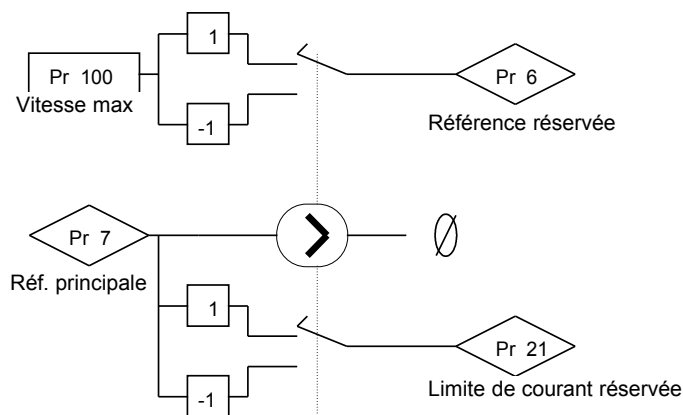 1
Pr 100
Pr 6
Vitesse max
-1
Référence réservée
Pr 7
>
0
Réf. principale
1
Pr 21
Limite de courant réservée
-1